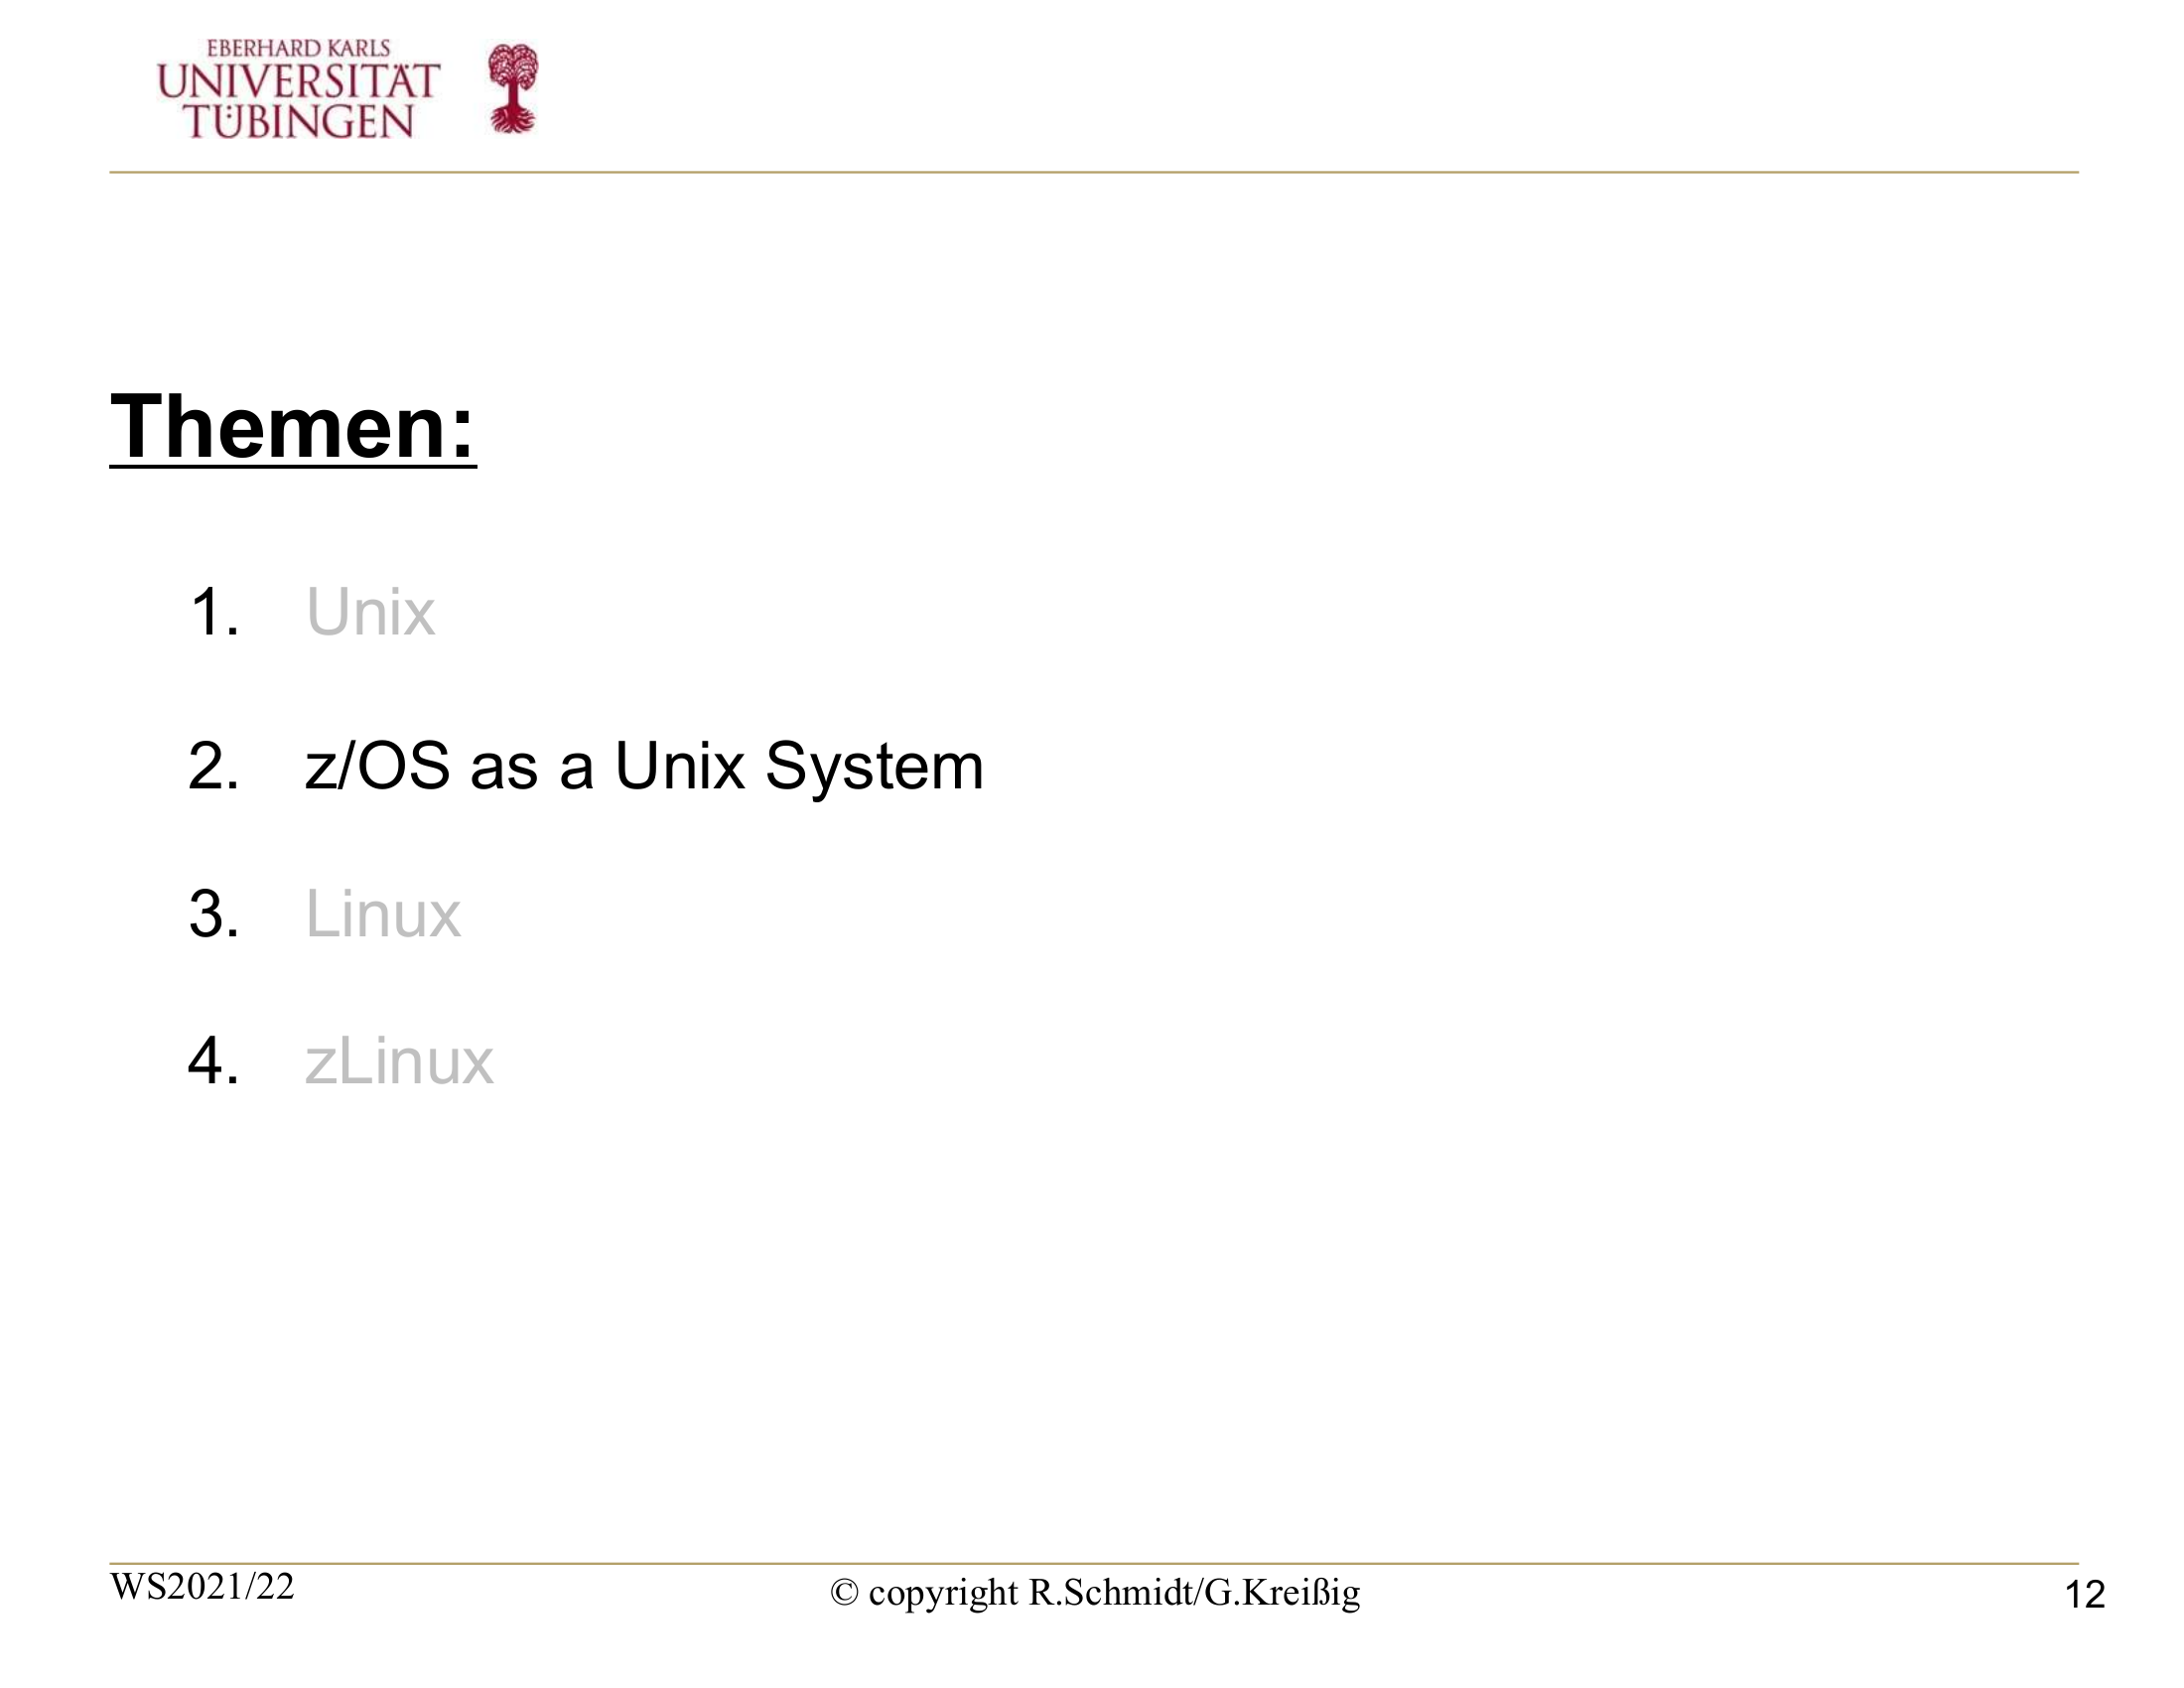 EBERHARD KARLS
UNIVERSITÄT
TÜBINGEN
Themen:
1. Unix
2. z/OS as a Unix System
3. Linux
4. zLinux
WS2021/22
© copyright R.Schmidt/G.Kreißig
12